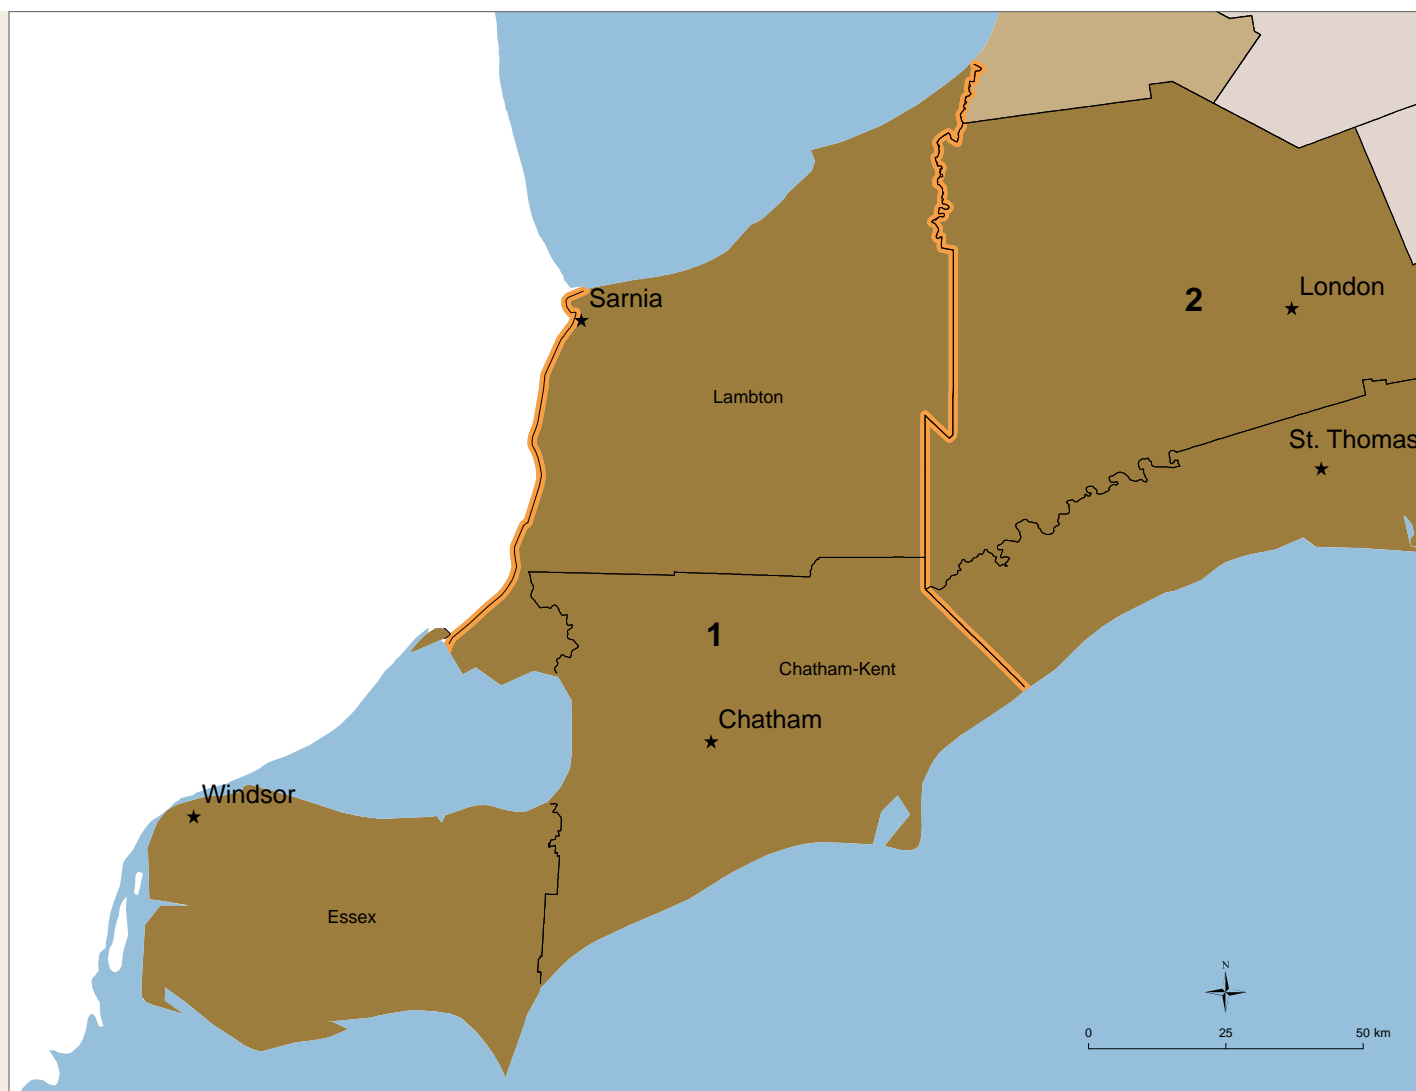 Sarnia
London
2
Lambton
St. Thomas
1
Chatham-Kent
Chatham
Windsor
Essex
N
0 25 50 km